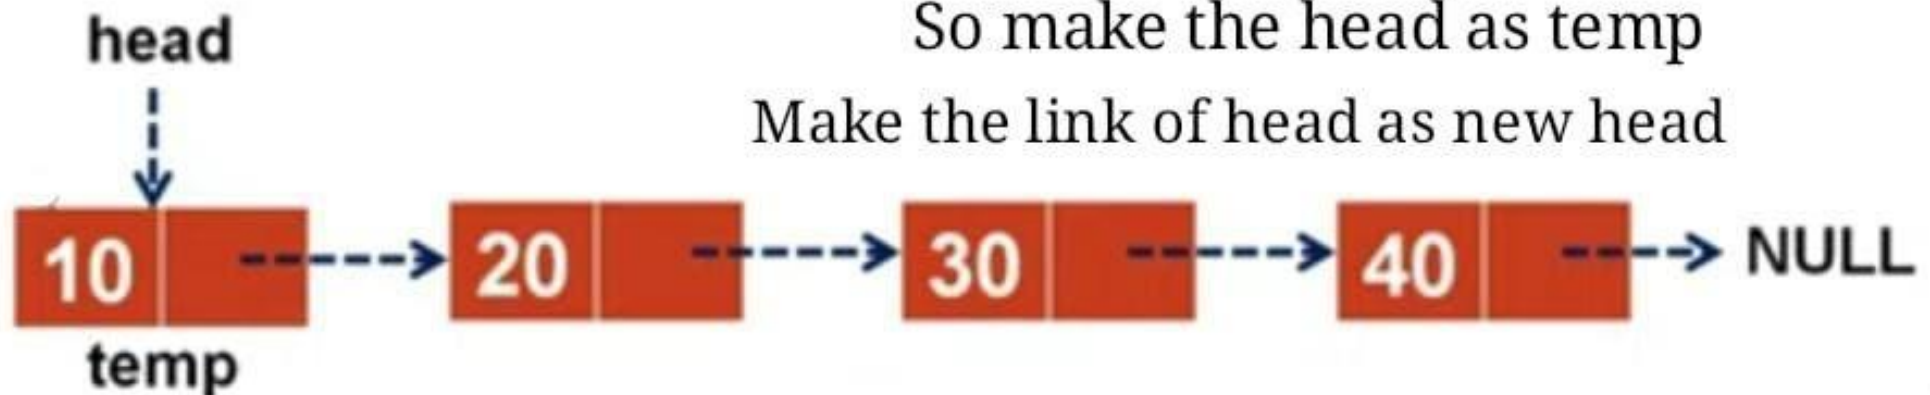 head
So make the head as temp
Make the link of head as new head
10 20 30 40 NULL
temp